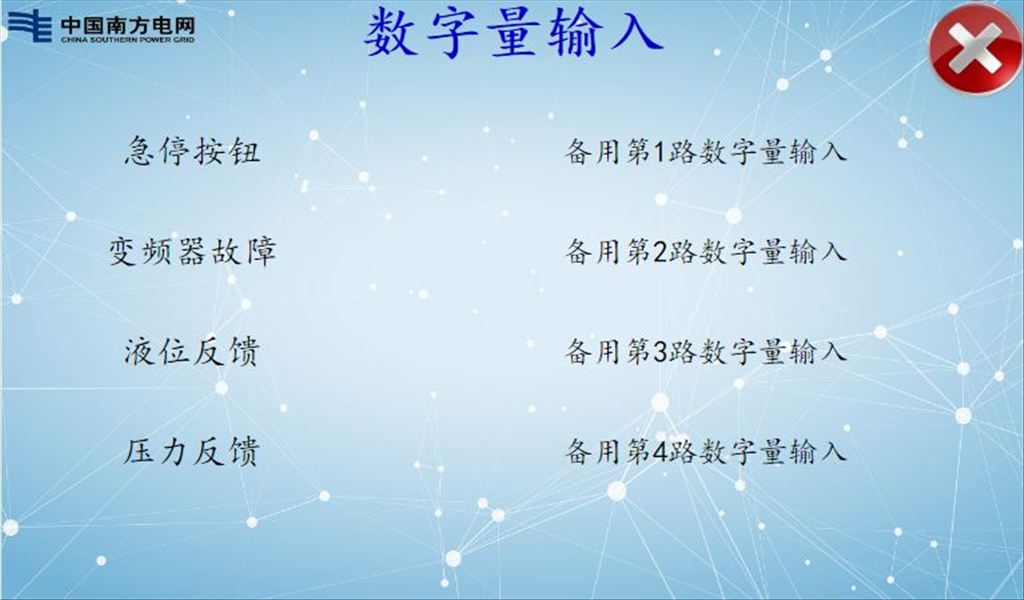 中国南方电网
CHINA SOUTHERN POWER GRID
数字量输入
急停按钮
备用第1路数字量输入
变频器故障
备用第2路数字量输入
液位反馈
备用第3路数字量输入
压力反馈
备用第4路数字量输入